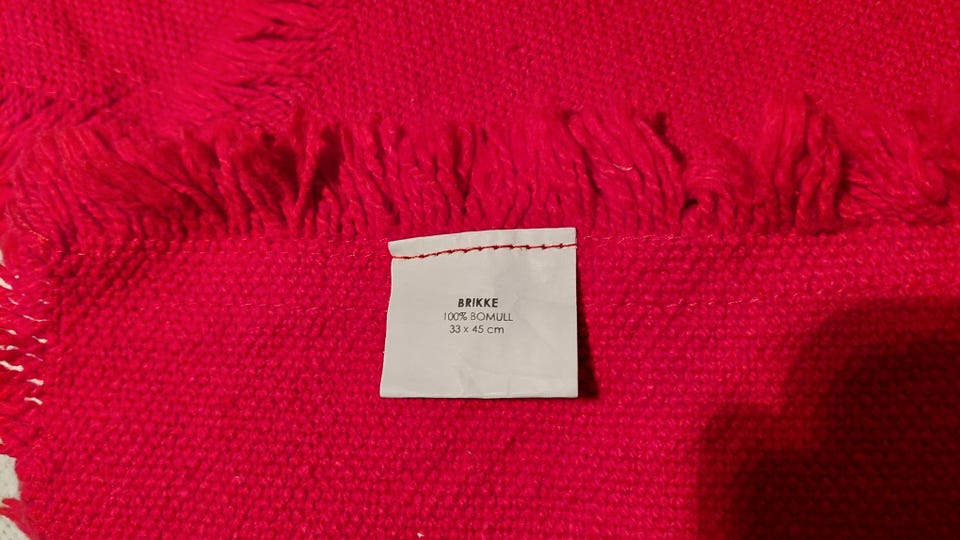 BRIKKE
100% BOMULL
33 x 45 cm